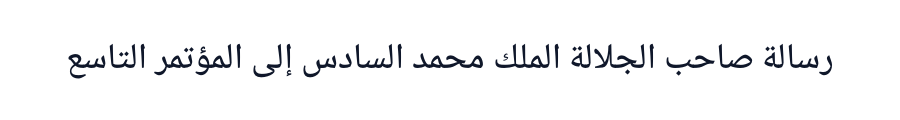 رسالة صاحب الجلالة الملك محمد السادس إلى المؤتمر التاسع